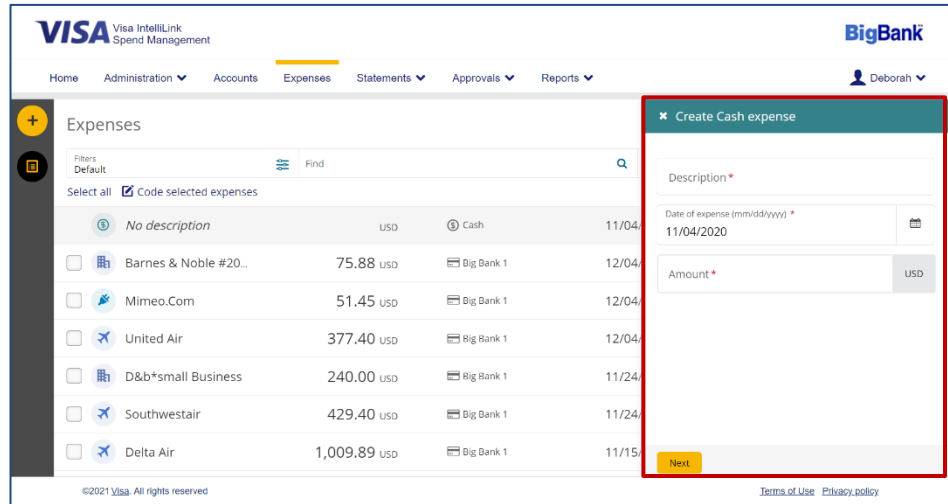 VISA Visa IntelliLink
Spend Management
BigBank
Home Administration Accounts Expenses Statements Approvals Reports Deborah
Expenses
Filters
Default
Find
Select all Code selected expenses
No description USD Cash 11/04/
Barnes & Noble #20... 75.88 USD Big Bank 1 12/04/
Mimeo.Com 51.45 USD Big Bank 1 12/04/
United Air 377.40 USD Big Bank 1 12/04/
D&b*small Business 240.00 USD Big Bank 1 11/24/
Southwestair 429.40 USD Big Bank 1 11/24/
Delta Air 1,009.89 USD Big Bank 1 11/15/
Create Cash expense
Description *
Date of expense (mm/dd/yyyy) *
11/04/2020
Amount * USD
Next
©2021 Visa. All rights reserved
Terms of Use Privacy policy